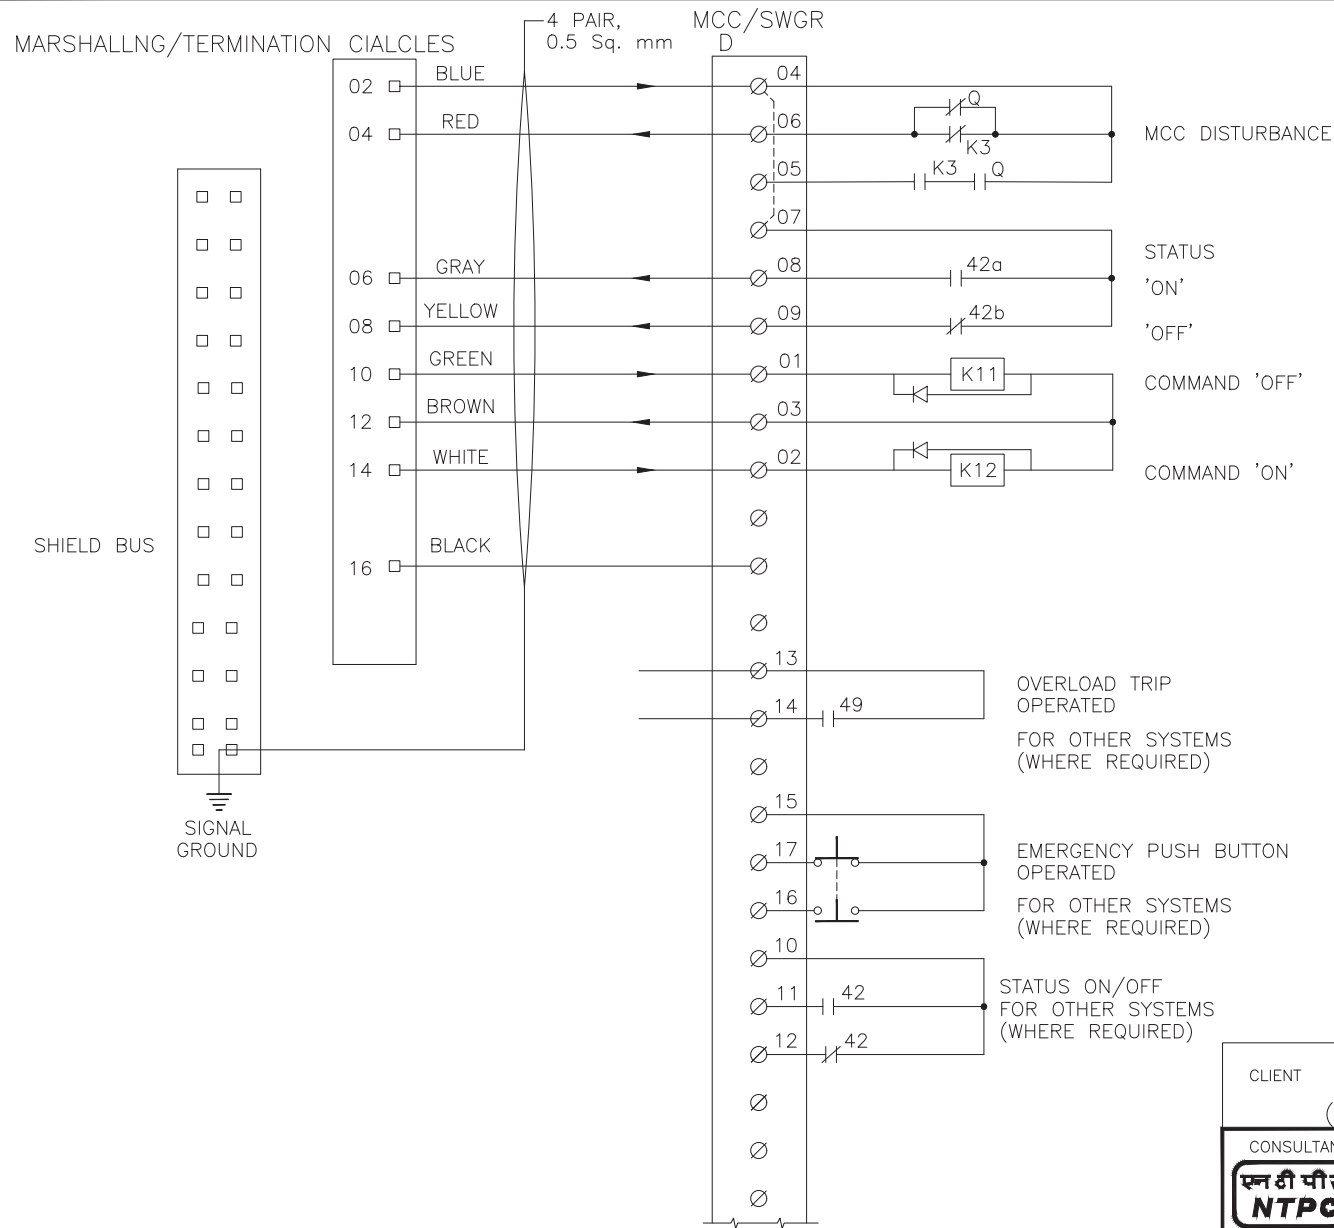 4 PAIR,
0.5 Sq. mm
MCC/SWGR
D
MARSHALLNG/TERMINATION CIALCLES
02 BLUE 04
04 RED 06 Q
K3
MCC DISTURBANCE
05 K3 Q
07
STATUS
06 GRAY 08 42a
'ON'
08 YELLOW 09 42b
'OFF'
10 GREEN 01 K11
COMMAND 'OFF'
12 BROWN 03
14 WHITE 02 K12
COMMAND 'ON'
SHIELD BUS
16 BLACK
13
OVERLOAD TRIP
OPERATED
14 49
FOR OTHER SYSTEMS
(WHERE REQUIRED)
15
SIGNAL
GROUND
17
EMERGENCY PUSH BUTTON
OPERATED
16
FOR OTHER SYSTEMS
(WHERE REQUIRED)
10
STATUS ON/OFF
11 42
FOR OTHER SYSTEMS
(WHERE REQUIRED)
12 42
CLIENT
CONSULTAN
एन टी पी
NTPC